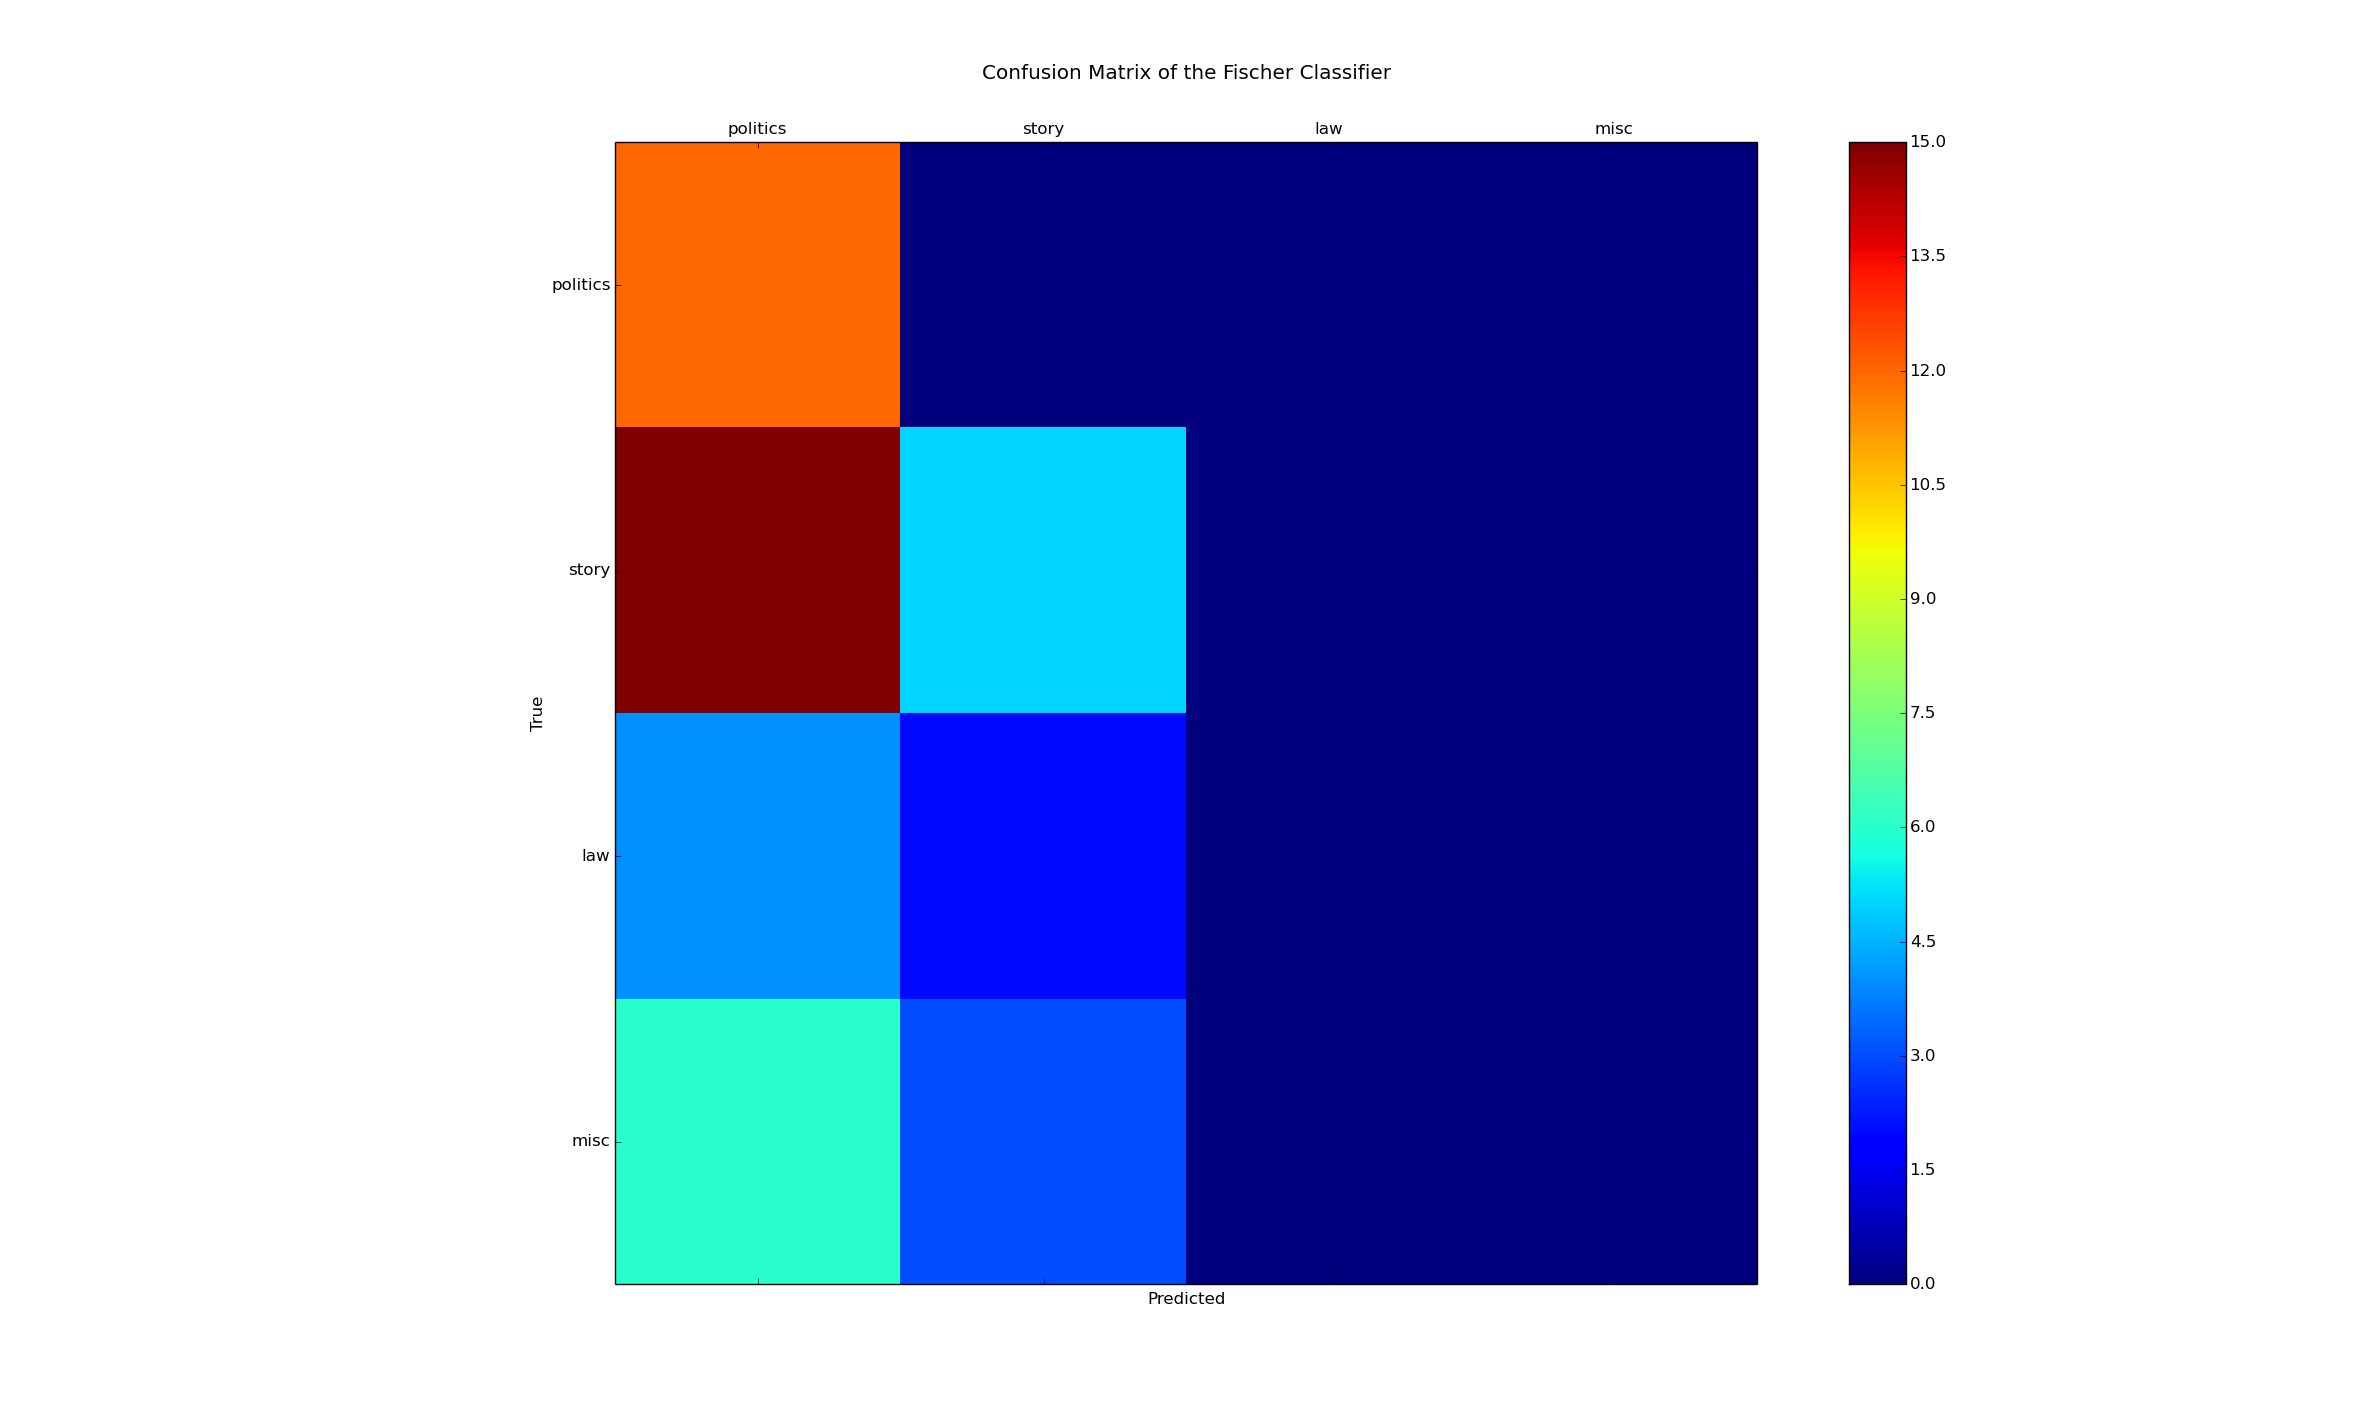 Confusion Matrix of the Fischer Classifier
politics story law misc
politics
story
law
misc
True
Predicted
15.0
13.5
12.0
10.5
9.0
7.5
6.0
4.5
3.0
1.5
0.0